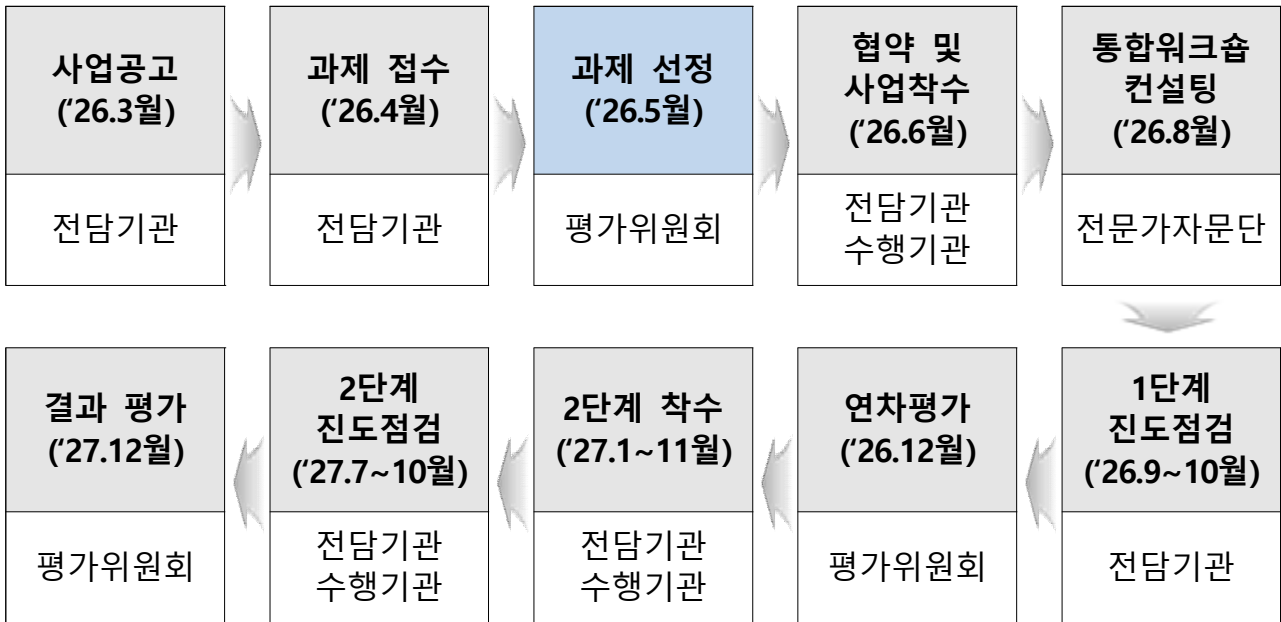 사업공고
(‘26.3월)
전담기관
과제 접수
(‘26.4월)
전담기관
과제 선정
(‘26.5월)
평가위원회
협약 및
사업착수
(‘26.6월)
전담기관
수행기관
통합워크숍
컨설팅
(‘26.8월)
전문가자문단
1단계
진도점검
(‘26.9~10월)
전담기관
연차평가
(‘26.12월)
평가위원회
2단계 착수
(‘27.1~11월)
전담기관
수행기관
2단계
진도점검
(‘27.7~10월)
전담기관
수행기관
결과 평가
(‘27.12월)
평가위원회